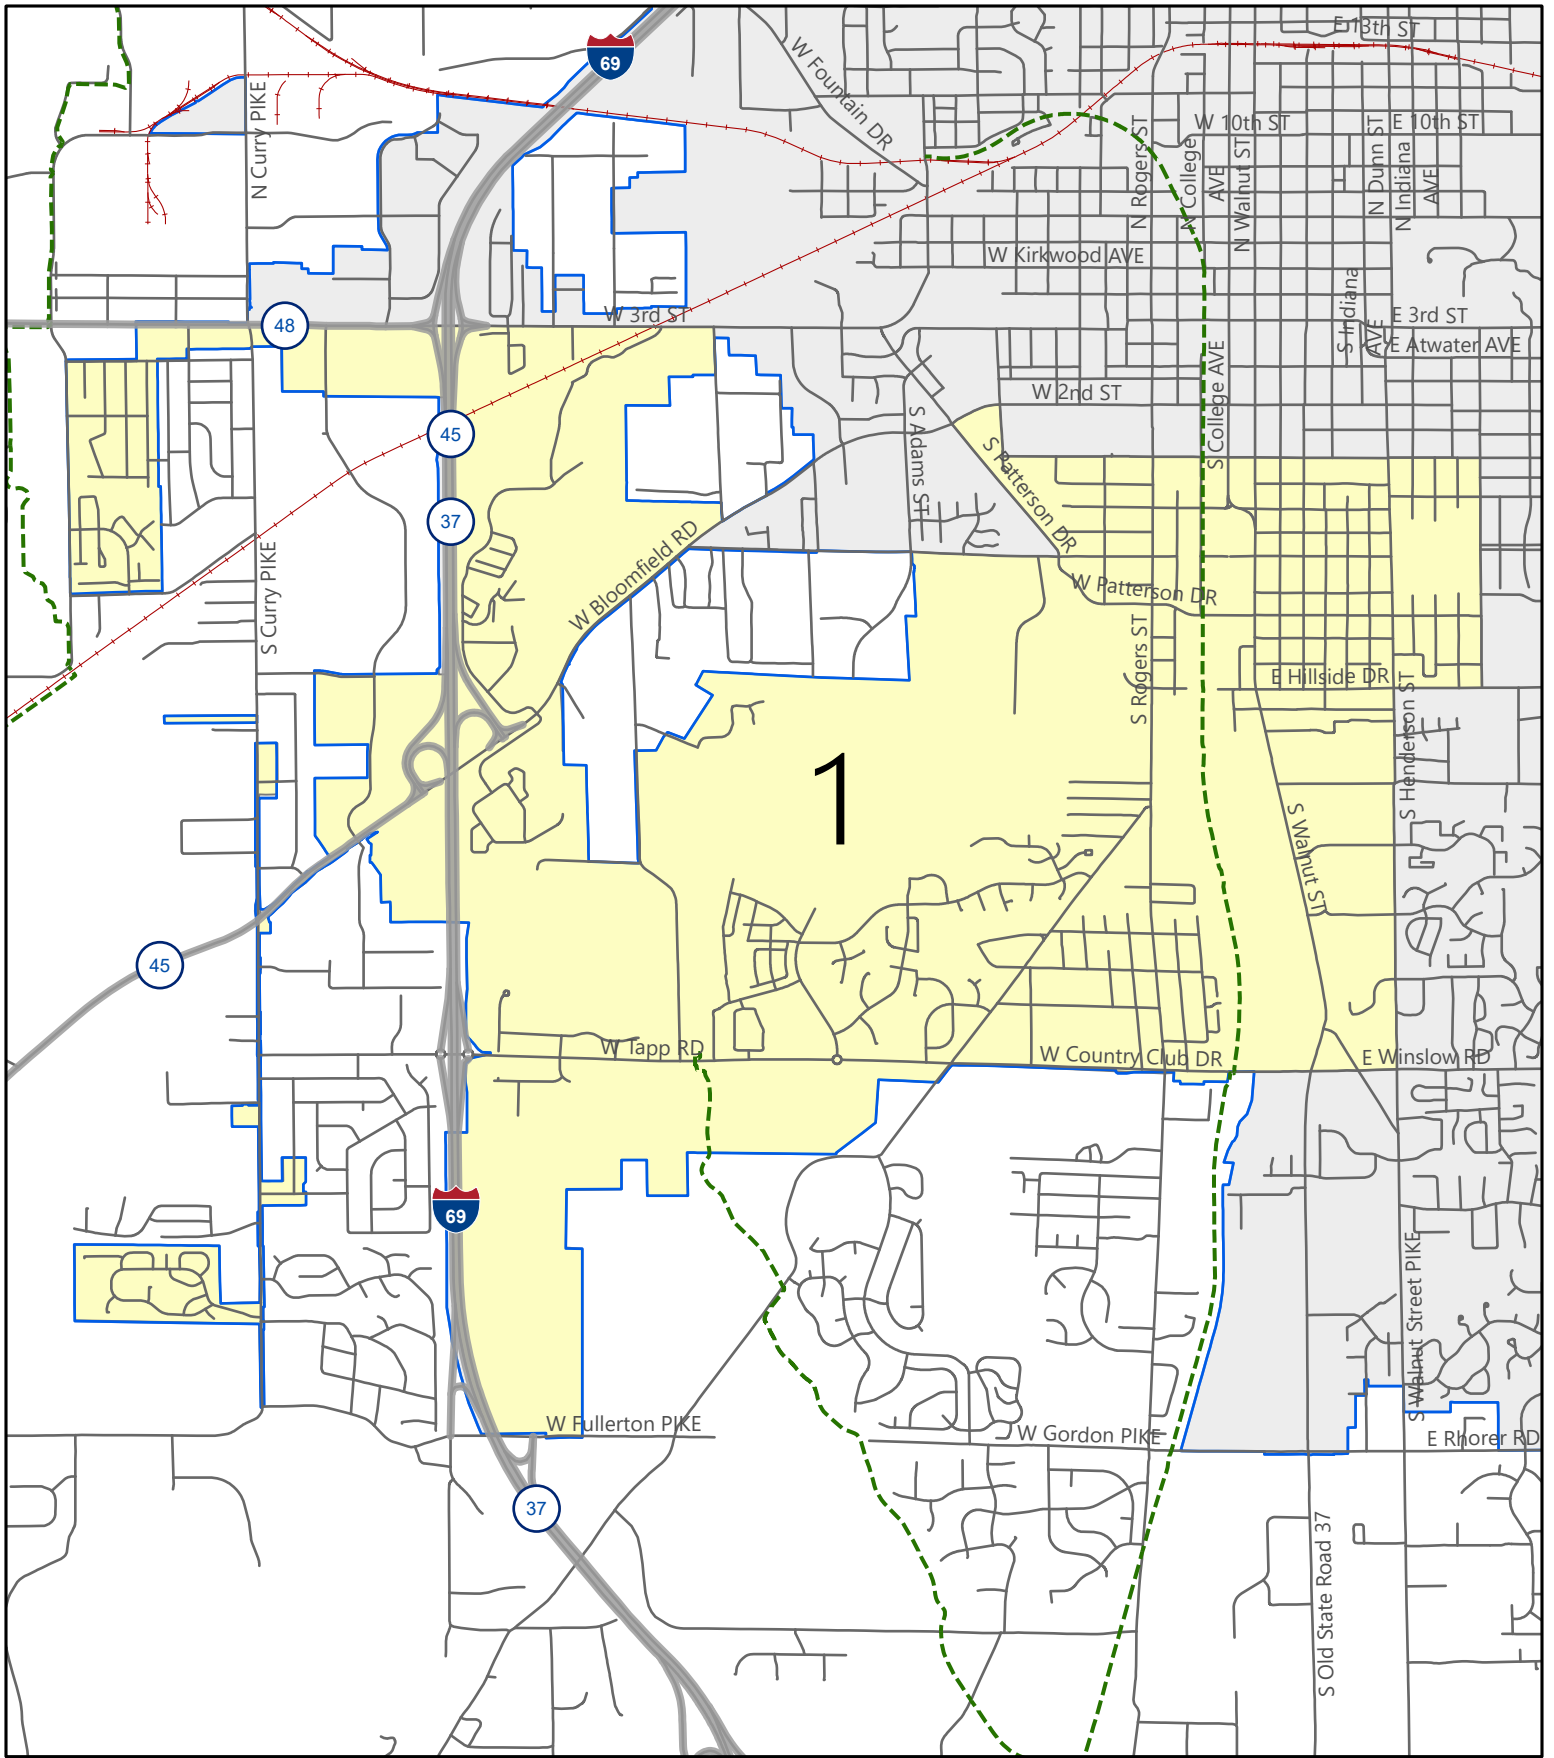 E 13th ST
69
W Fountain DR
N Curry PIKE
W 10th ST
E 10th ST
N Rogers ST
N College
AVE
N Walnut ST
N Dunn ST
N Indiana
AVE
W Kirkwood AVE
48
W 3rd ST
S Indiana
AVE
E 3rd ST
E Atwater AVE
W 2nd ST
S College AVE
45
S Adams ST
S Patterson DR
37
W Bloomfield RD
S Curry PIKE
W Patterson DR
S Rogers ST
E Hillside DR
S Henderson ST
1
S Walnut ST
45
W Tapp RD
W Country Club DR
E Winslow RD
69
S Walnut Street PIKE
W Fullerton PIKE
W Gordon PIKE
E Rhorer RD
37
S Old State Road 37